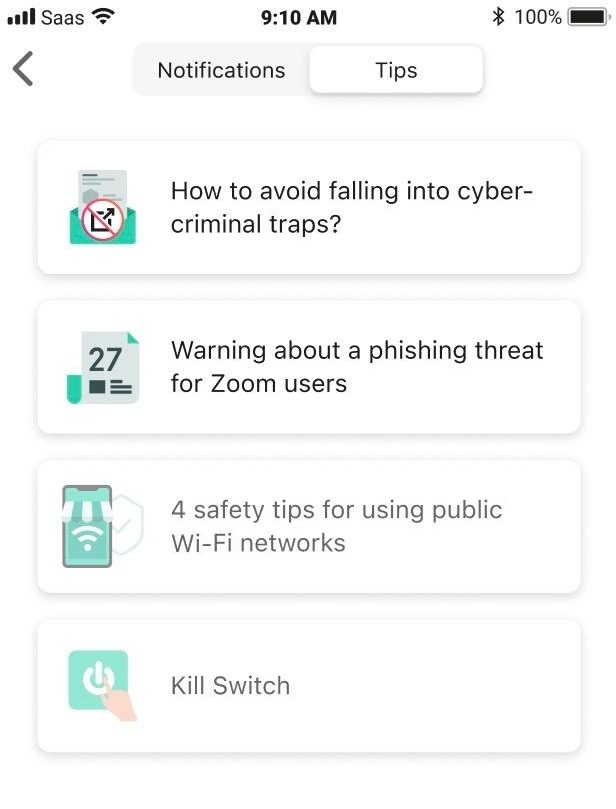 Saas 9:10 AM 100%
Notifications Tips
How to avoid falling into cyber-
criminal traps?
27
Warning about a phishing threat
for Zoom users
4 safety tips for using public
Wi-Fi networks
Kill Switch